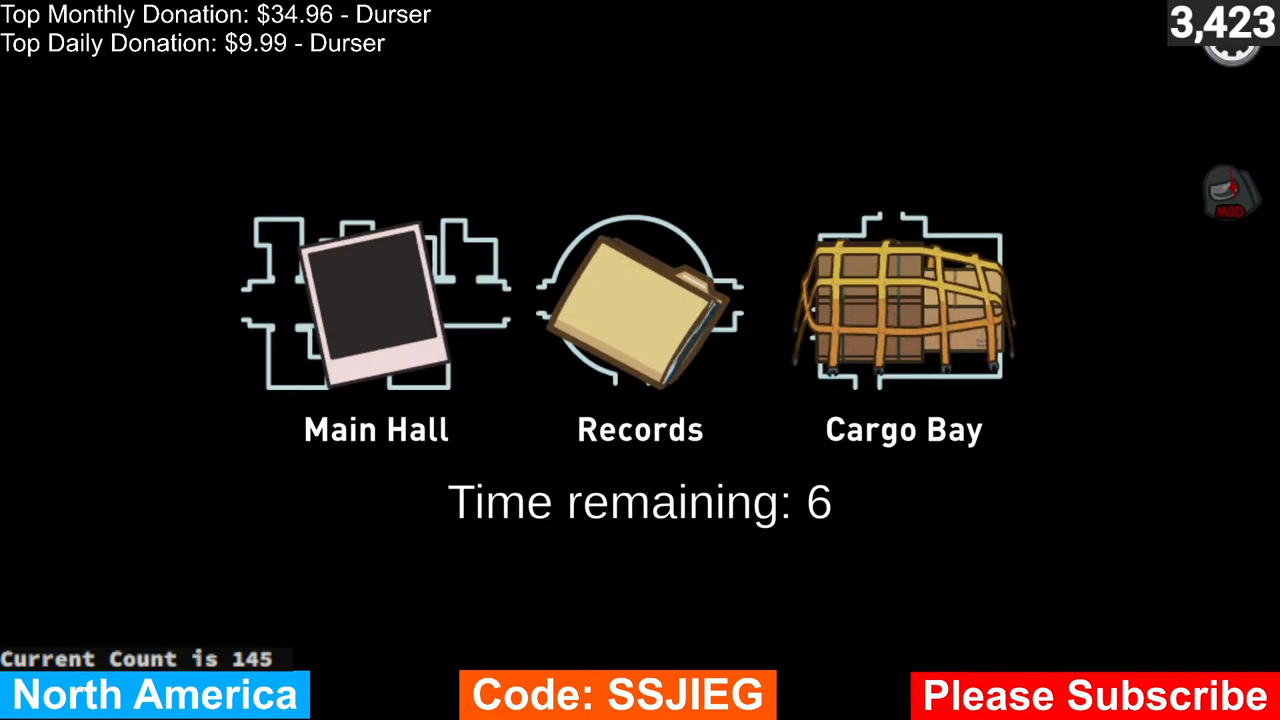 Top Monthly Donation: $34.96 - Durser
Top Daily Donation: $9.99 - Durser
3,423
MOD
Main Hall
Records
Cargo Bay
Time remaining: 6
Current Count is 145
North America
Code: SSJIEG
Please Subscribe